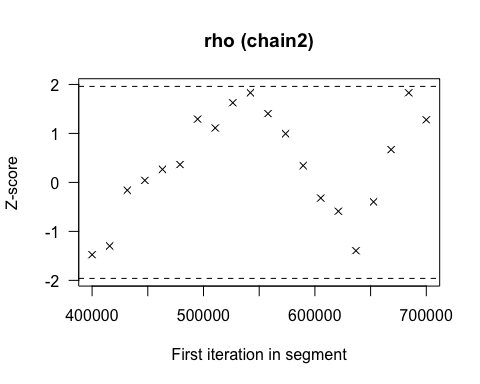 rho (chain2)
Z-score
2
1
0
-1
-2
400000 500000 600000 700000
First iteration in segment